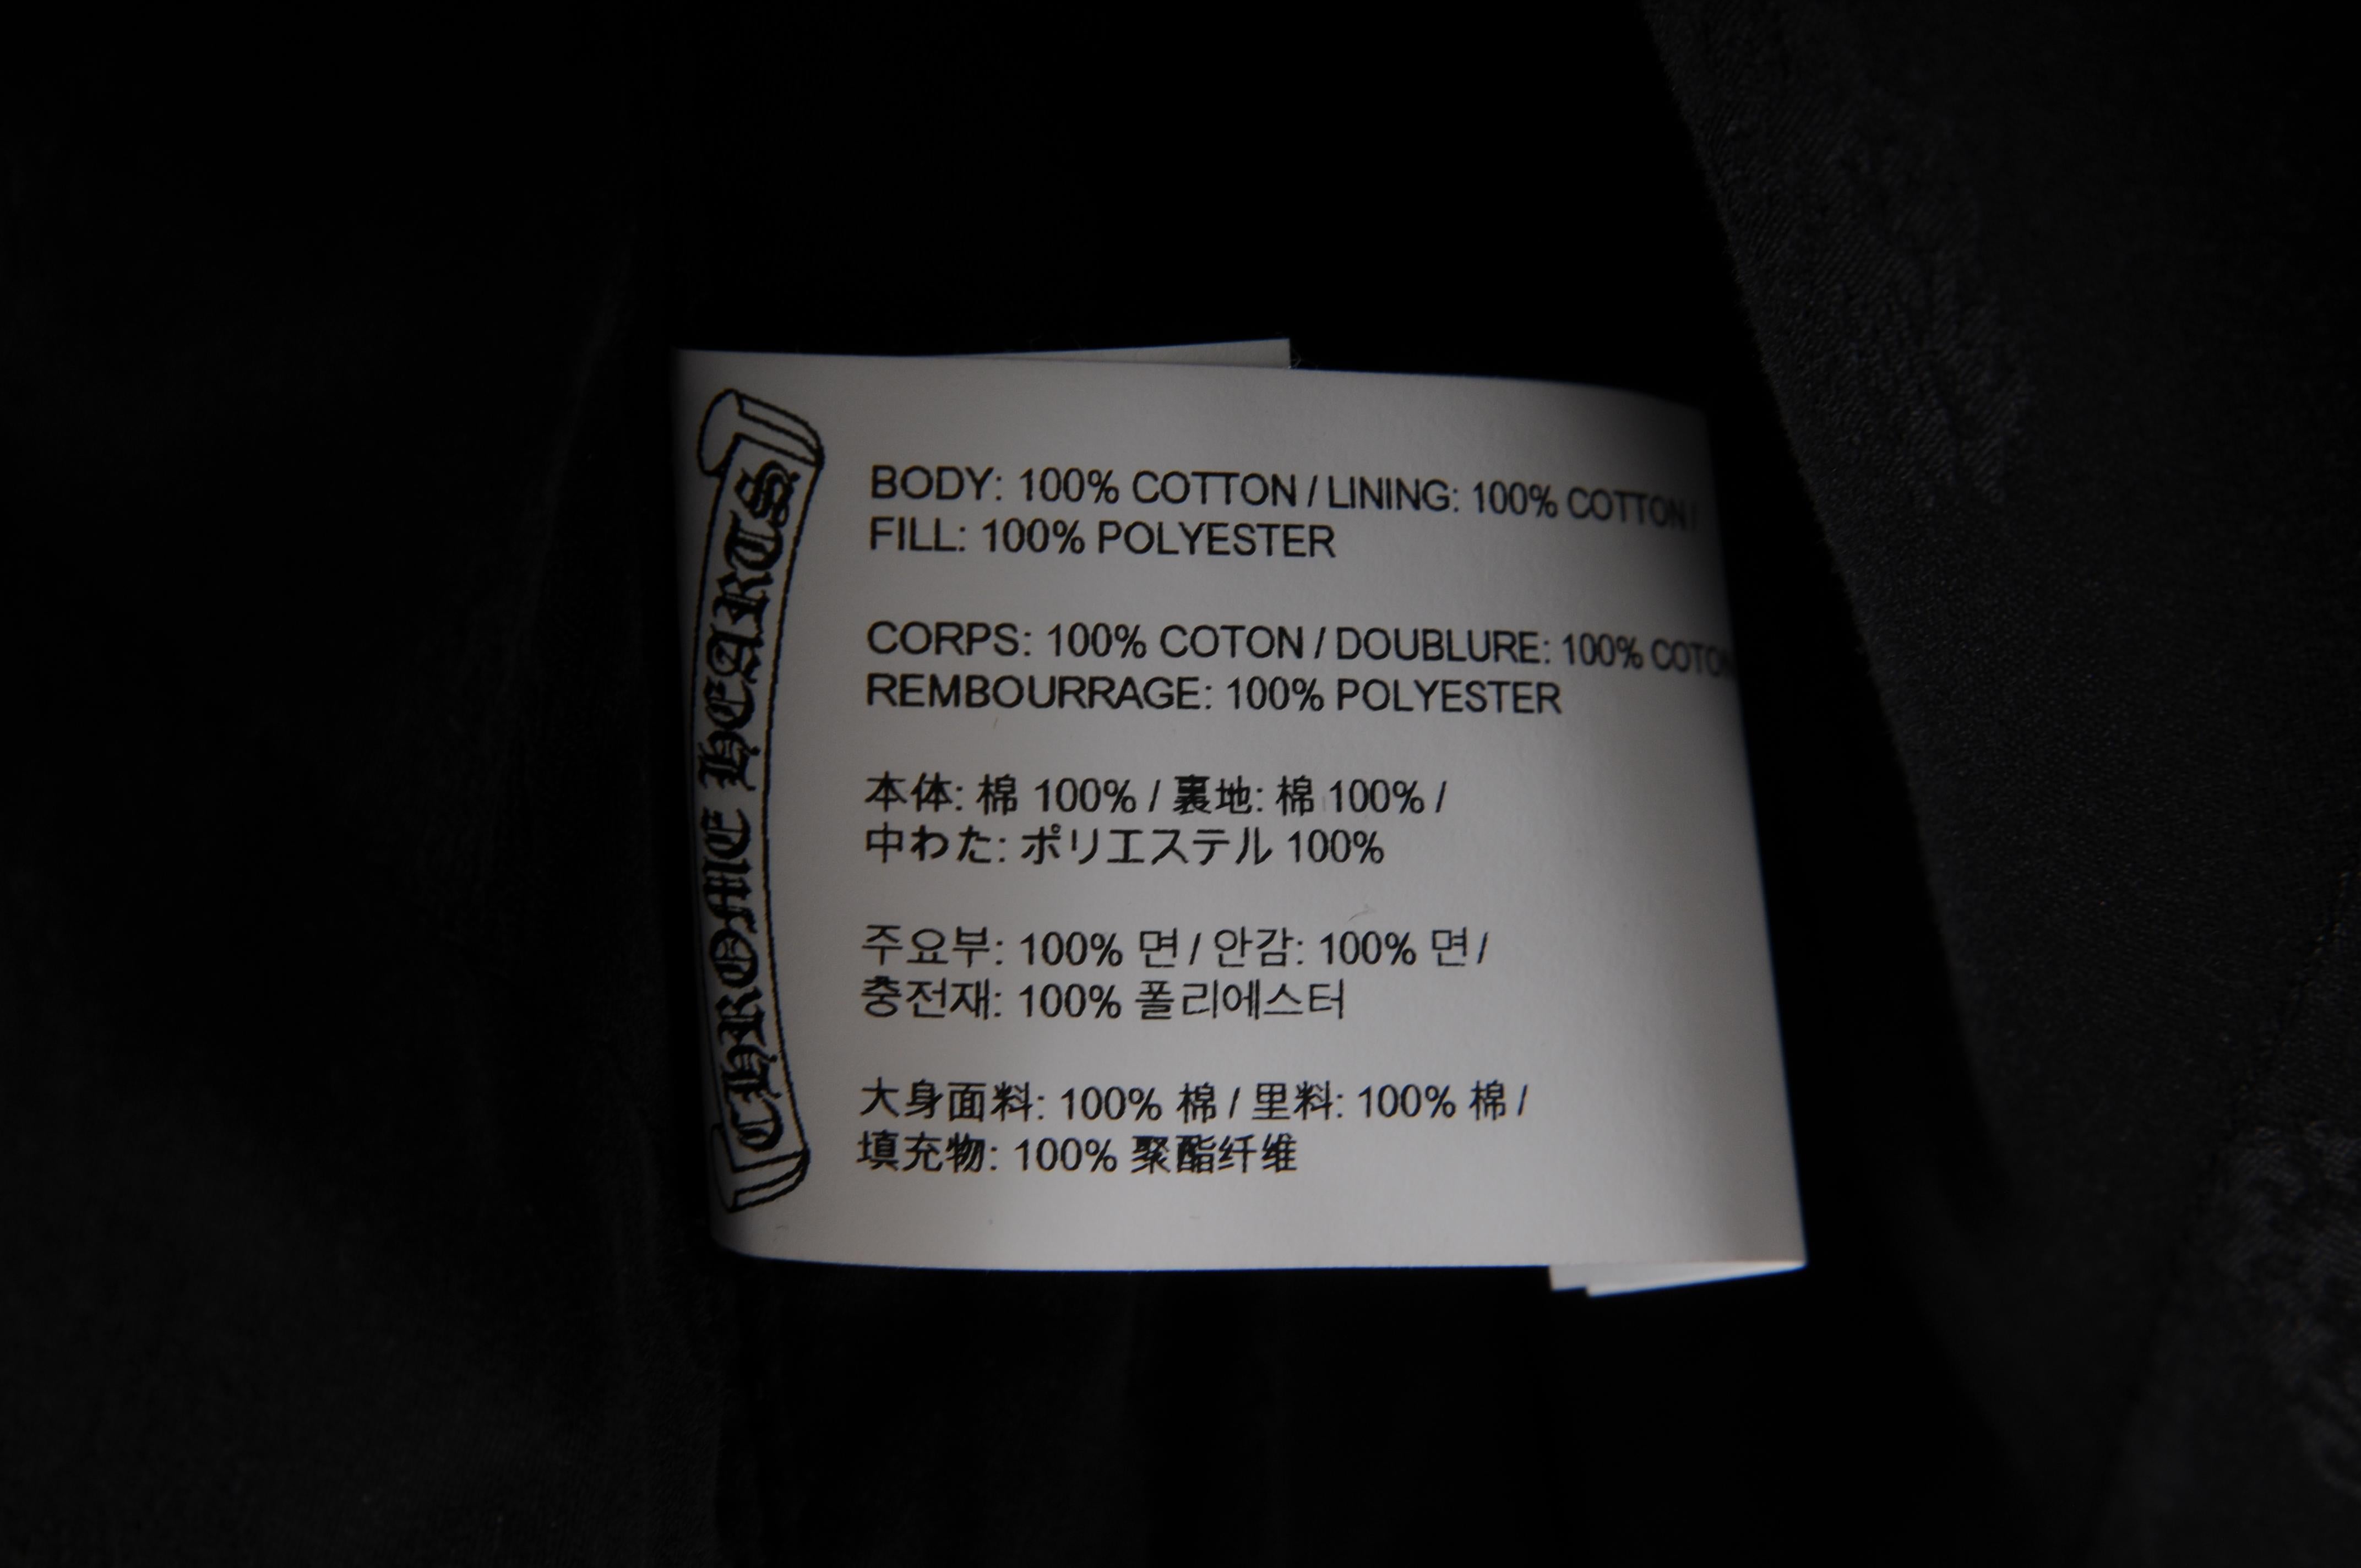 CHROME HEARTS
BODY: 100% COTTON / LINING: 100% COTTON /
FILL: 100% POLYESTER
CORPS: 100% COTON / DOUBLURE: 100% COTON
REMBOURRAGE: 100% POLYESTER
本体: 棉 100% / 裏地: 棉 100% /
中わた: ポリエステル 100%
주요부: 100% 면 / 안감: 100% 면 /
충전재: 100% 폴리에스터
大身面料: 100% 棉 / 里料: 100% 棉 /
填充物: 100% 聚酯纤维